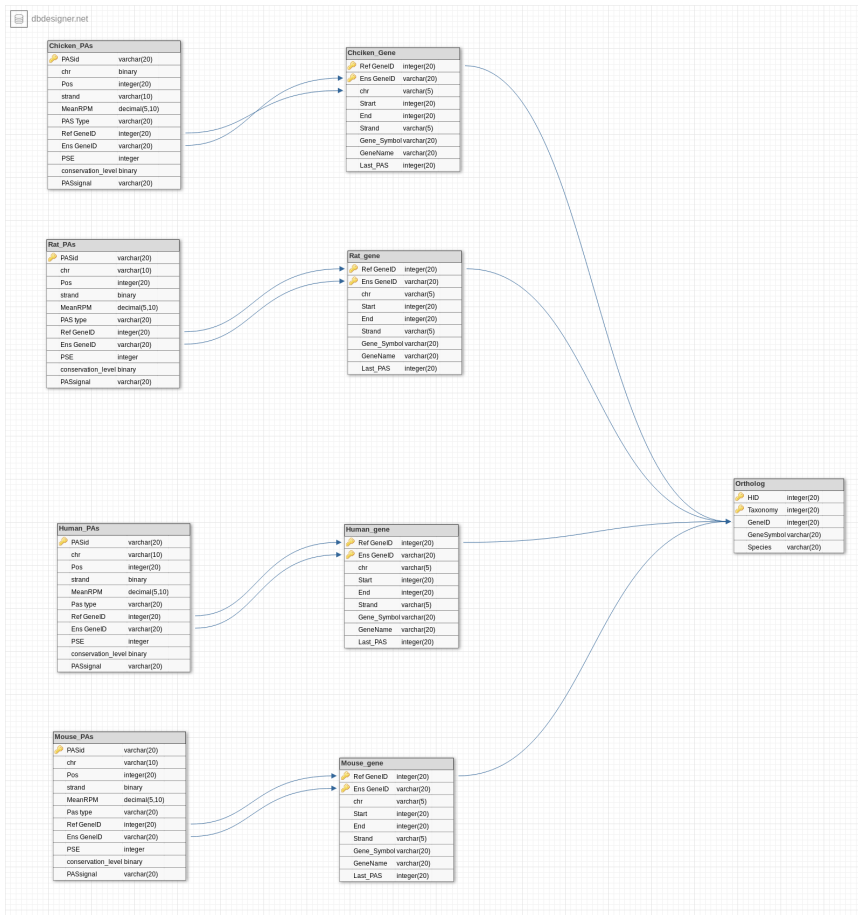 dbdesigner.net
Chicken_PAs
PASid varchar(20)
chr binary
Pos integer(20)
strand varchar(10)
MeanRPM decimal(5,10)
PAS Type varchar(20)
Ref GeneID integer(20)
Ens GeneID varchar(20)
PSE integer
conservation_level binary
PASsignal varchar(20)
Chciken_Gene
Ref GeneID integer(20)
Ens GeneID varchar(20)
chr varchar(5)
Strart integer(20)
End integer(20)
Strand varchar(5)
Gene_Symbol varchar(20)
GeneName varchar(20)
Last_PAS integer(20)
Rat_PAs
PASid varchar(20)
chr varchar(10)
Pos integer(20)
strand binary
MeanRPM decimal(5,10)
PAS type varchar(20)
Ref GeneID integer(20)
Ens GeneID varchar(20)
PSE integer
conservation_level binary
PASsignal varchar(20)
Rat_gene
Ref GeneID integer(20)
Ens GeneID varchar(20)
chr varchar(5)
Start integer(20)
End integer(20)
Strand varchar(5)
Gene_Symbol varchar(20)
GeneName varchar(20)
Last_PAS integer(20)
Ortholog
HID integer(20)
Taxonomy integer(20)
GeneID integer(20)
GeneSymbol varchar(20)
Species varchar(20)
Human_PAs
PASid varchar(20)
chr varchar(10)
Pos integer(20)
strand binary
MeanRPM decimal(5,10)
Pas type varchar(20)
Ref GeneID integer(20)
Ens GeneID varchar(20)
PSE integer
conservation_level binary
PASsignal varchar(20)
Human_gene
Ref GeneID integer(20)
Ens GeneID varchar(20)
chr varchar(5)
Start integer(20)
End integer(20)
Strand varchar(5)
Gene_Symbol varchar(20)
GeneName varchar(20)
Last_PAS integer(20)
Mouse_PAs
PASid varchar(20)
chr varchar(10)
Pos integer(20)
strand binary
MeanRPM decimal(5,10)
Pas type varchar(20)
Ref GeneID integer(20)
Ens GeneID varchar(20)
PSE integer
conservation_level binary
PASsignal varchar(20)
Mouse_gene
Ref GeneID integer(20)
Ens GeneID varchar(20)
chr varchar(5)
Start integer(20)
End integer(20)
Strand varchar(5)
Gene_Symbol varchar(20)
GeneName varchar(20)
Last_PAS integer(20)